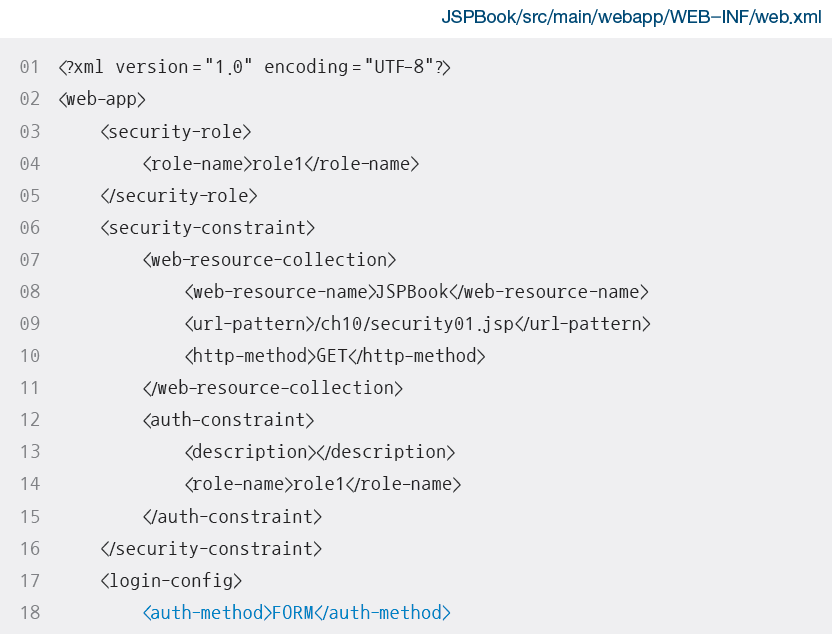 JSPBook/src/main/webapp/WEB-INF/web.xml
01 <?xml version="1.0" encoding="UTF-8"?>
02 <web-app>
03 <security-role>
04 <role-name>role1</role-name>
05 </security-role>
06 <security-constraint>
07 <web-resource-collection>
08 <web-resource-name>JSPBook</web-resource-name>
09 <url-pattern>/ch10/security01.jsp</url-pattern>
10 <http-method>GET</http-method>
11 </web-resource-collection>
12 <auth-constraint>
13 <description></description>
14 <role-name>role1</role-name>
15 </auth-constraint>
16 </security-constraint>
17 <login-config>
18 <auth-method>FORM</auth-method>